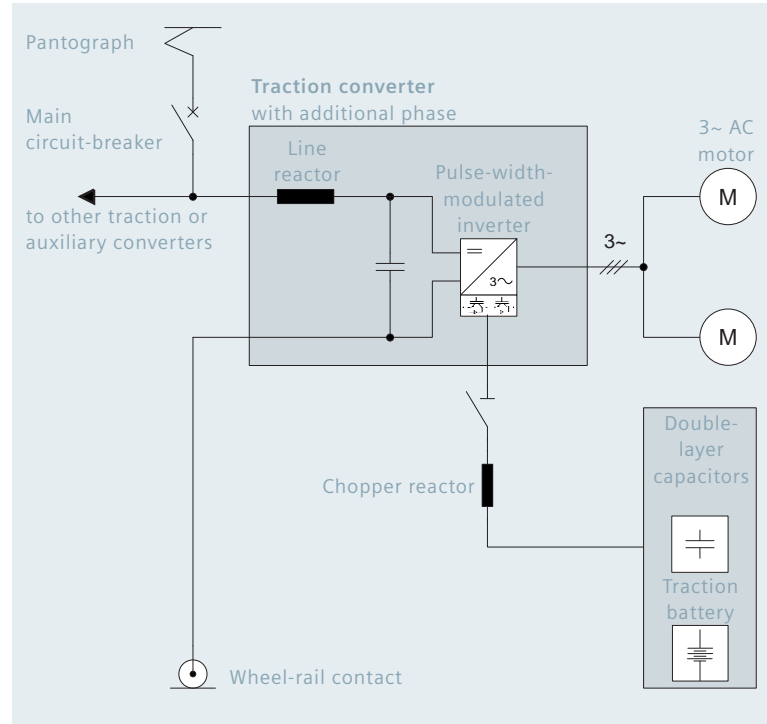 Pantograph
Main
circuit-breaker
to other traction or
auxiliary converters
Traction converter
with additional phase
Line
reactor
Pulse-width-
modulated
inverter
3~
3~
3~ AC
motor
M
M
Chopper reactor
Double-
layer
capacitors
Traction
battery
Wheel-rail contact